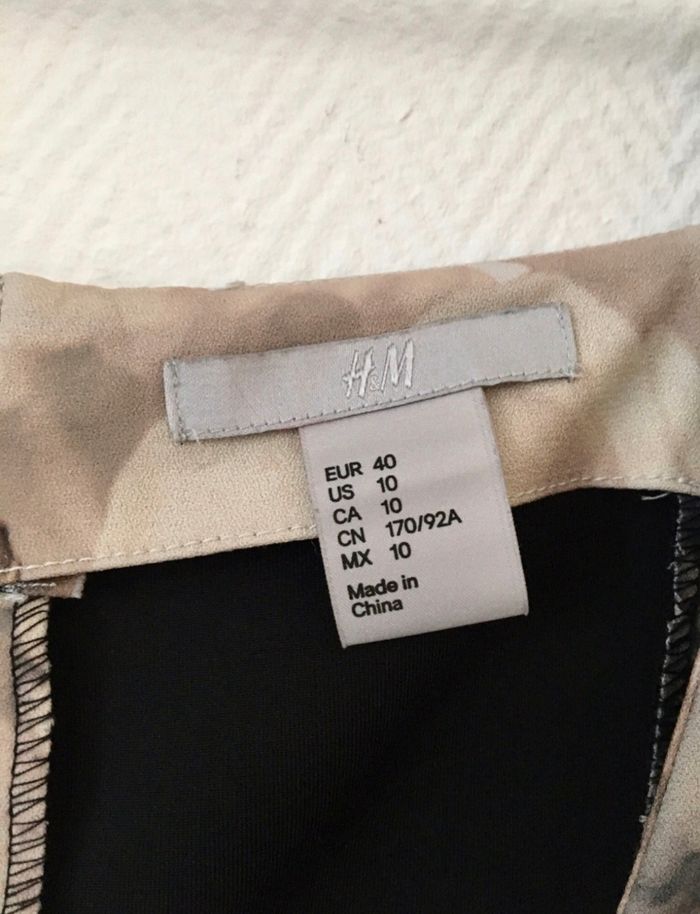 H&M
EUR 40
US 10
CA 10
CN 170/92A
MX 10
Made in
China